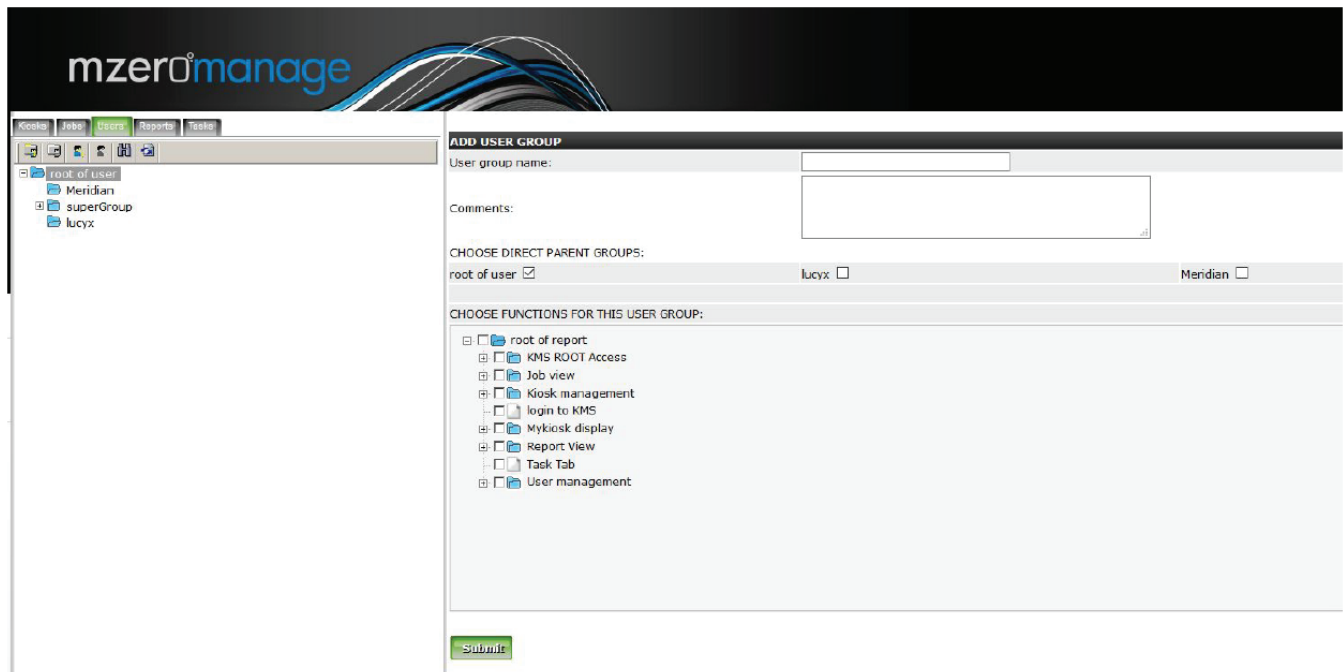 mzero°manage
Kiosks Jobs Users Reports Tasks
root of user
Meridian
superGroup
lucyx
ADD USER GROUP
User group name:
Comments:
CHOOSE DIRECT PARENT GROUPS:
root of user lucyx Meridian
CHOOSE FUNCTIONS FOR THIS USER GROUP:
root of report
KMS ROOT Access
Job view
Kiosk management
login to KMS
Mykiosk display
Report View
Task Tab
User management
Submit